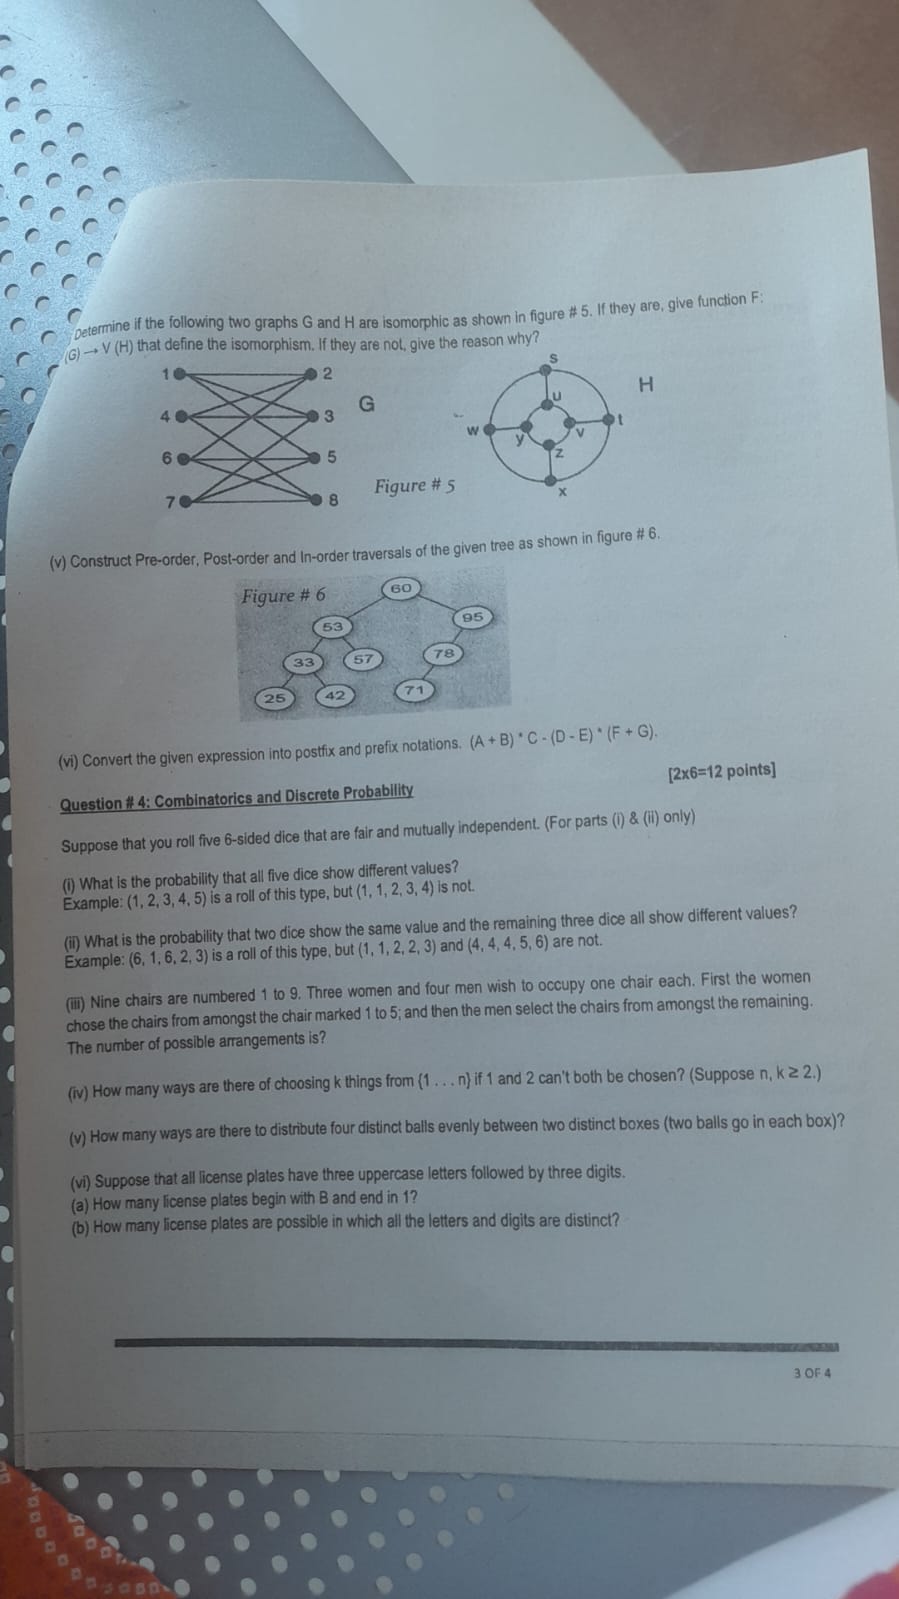 Determine if the following two graphs G and H are isomorphic as shown in figure # 5. If they are, give function F:
(G) → V (H) that define the isomorphism. If they are not, give the reason why?
1
2
4
3
6
5
7
8
G
Figure # 5
s
u
w
y
v
t
z
x
H
(v) Construct Pre-order, Post-order and In-order traversals of the given tree as shown in figure # 6.
Figure # 6
60
53
95
33
57
78
25
42
71
(vi) Convert the given expression into postfix and prefix notations. (A + B) * C - (D - E) * (F + G).
[2x6=12 points]
Question # 4: Combinatorics and Discrete Probability
Suppose that you roll five 6-sided dice that are fair and mutually independent. (For parts (i) & (ii) only)
(i) What is the probability that all five dice show different values?
Example: (1, 2, 3, 4, 5) is a roll of this type, but (1, 1, 2, 3, 4) is not.
(ii) What is the probability that two dice show the same value and the remaining three dice all show different values?
Example: (6, 1, 6, 2, 3) is a roll of this type, but (1, 1, 2, 2, 3) and (4, 4, 4, 5, 6) are not.
(iii) Nine chairs are numbered 1 to 9. Three women and four men wish to occupy one chair each. First the women
chose the chairs from amongst the chair marked 1 to 5; and then the men select the chairs from amongst the remaining.
The number of possible arrangements is?
(iv) How many ways are there of choosing k things from {1 . . . n} if 1 and 2 can't both be chosen? (Suppose n, k ≥ 2.)
(v) How many ways are there to distribute four distinct balls evenly between two distinct boxes (two balls go in each box)?
(vi) Suppose that all license plates have three uppercase letters followed by three digits.
(a) How many license plates begin with B and end in 1?
(b) How many license plates are possible in which all the letters and digits are distinct?
3 OF 4